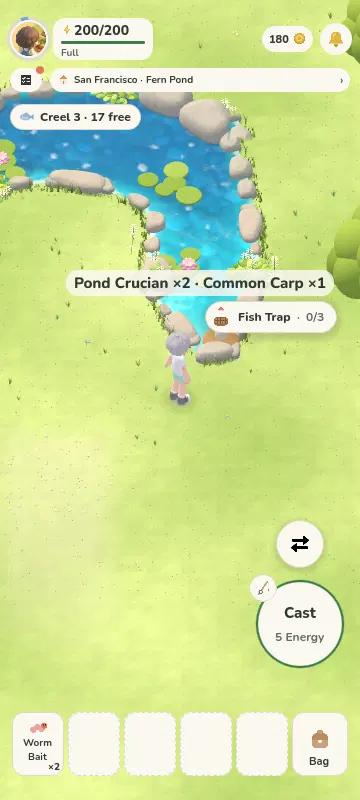 200/200
Full
180
San Francisco · Fern Pond ›
Creel 3 · 17 free
Pond Crucian ×2 · Common Carp ×1
Fish Trap · 0/3
Cast
5 Energy
Worm
Bait
×2
Bag